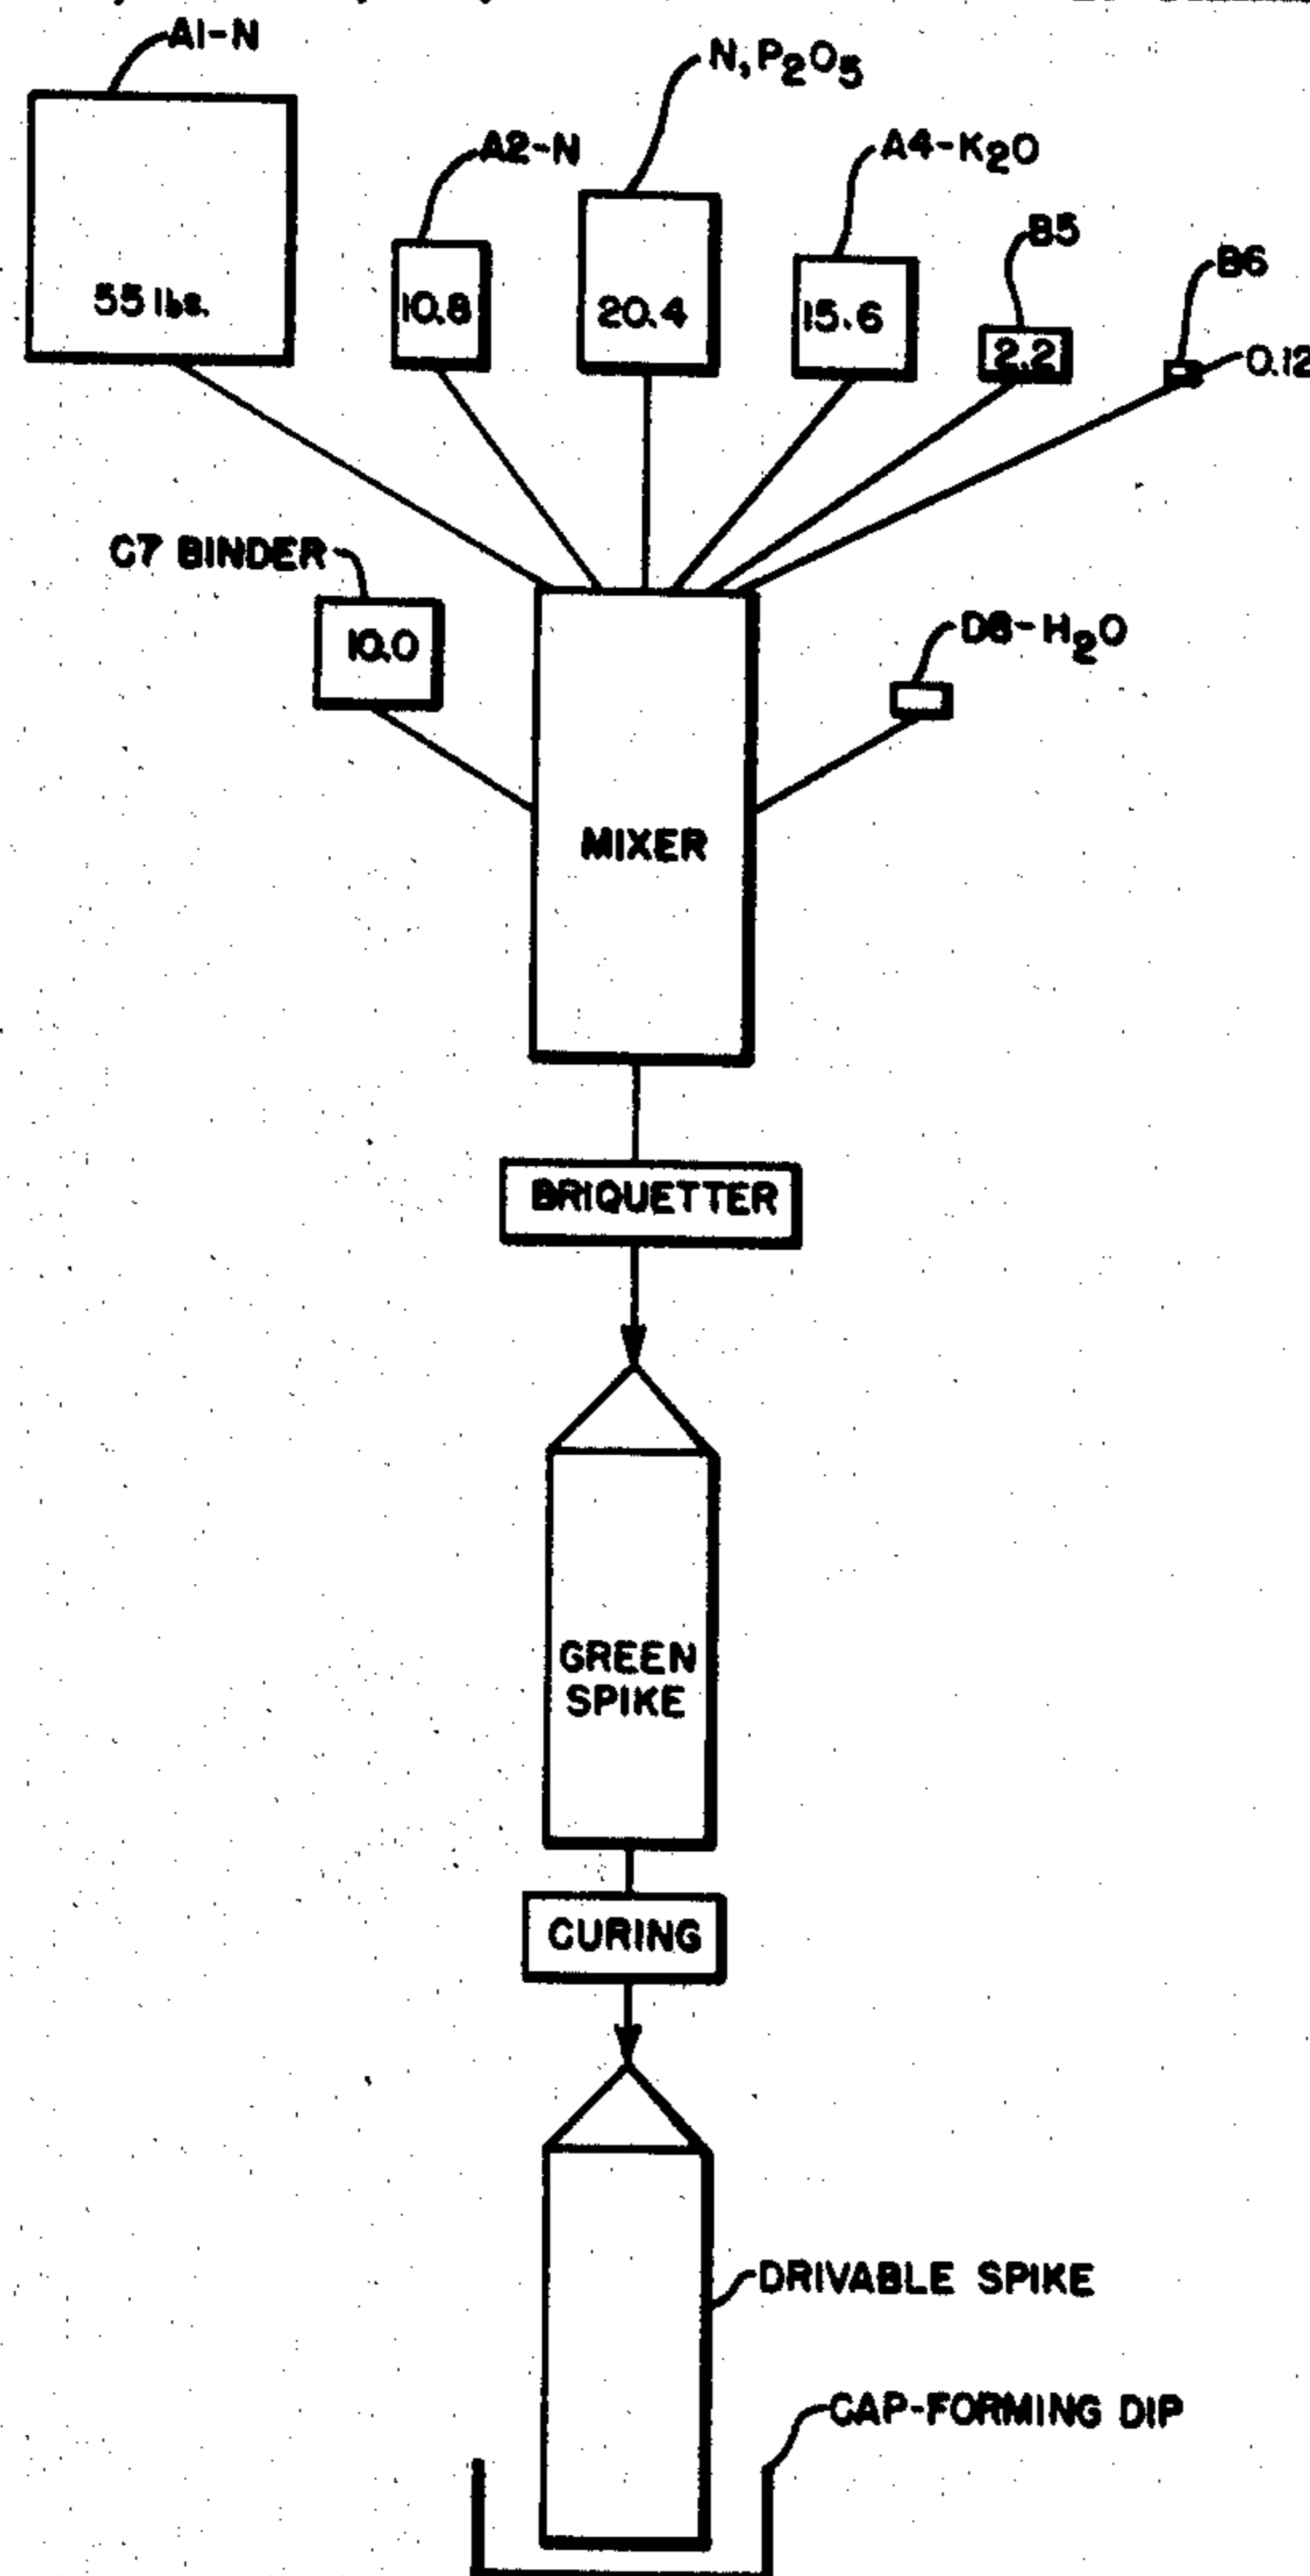 A1-N
N, P2O5
A2-N
A4-K2O
B5
B6
55 lbs.
10.8
20.4
15.6
2.2
0.12
C7 BINDER
10.0
D8-H2O
MIXER
BRIQUETTER
GREEN
SPIKE
CURING
DRIVABLE SPIKE
CAP-FORMING DIP